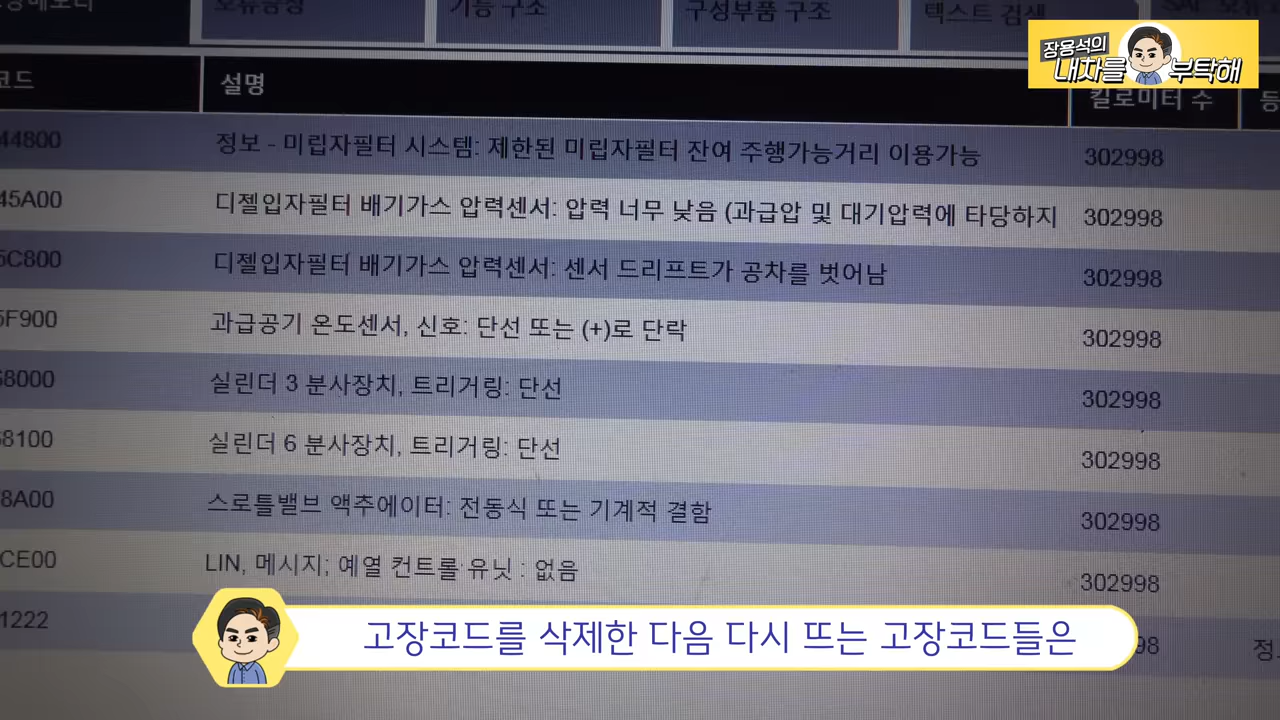 오류증상 기능 구조 구성부품 구조 텍스트 검색
장용석의
내차를 부탁해
코드 설명 킬로미터 수
44800 정보 - 미립자필터 시스템: 제한된 미립자필터 잔여 주행가능거리 이용가능 302998
45A00 디젤입자필터 배기가스 압력센서: 압력 너무 낮음 (과급압 및 대기압력에 타당하지 302998
5C800 디젤입자필터 배기가스 압력센서: 센서 드리프트가 공차를 벗어남 302998
5F900 과급공기 온도센서, 신호: 단선 또는 (+)로 단락 302998
68000 실린더 3 분사장치, 트리거링: 단선 302998
68100 실린더 6 분사장치, 트리거링: 단선 302998
8A00 스로틀밸브 액추에이터: 전동식 또는 기계적 결함 302998
CE00 LIN, 메시지; 예열 컨트롤 유닛 : 없음 302998
1222 98
고장코드를 삭제한 다음 다시 뜨는 고장코드들은